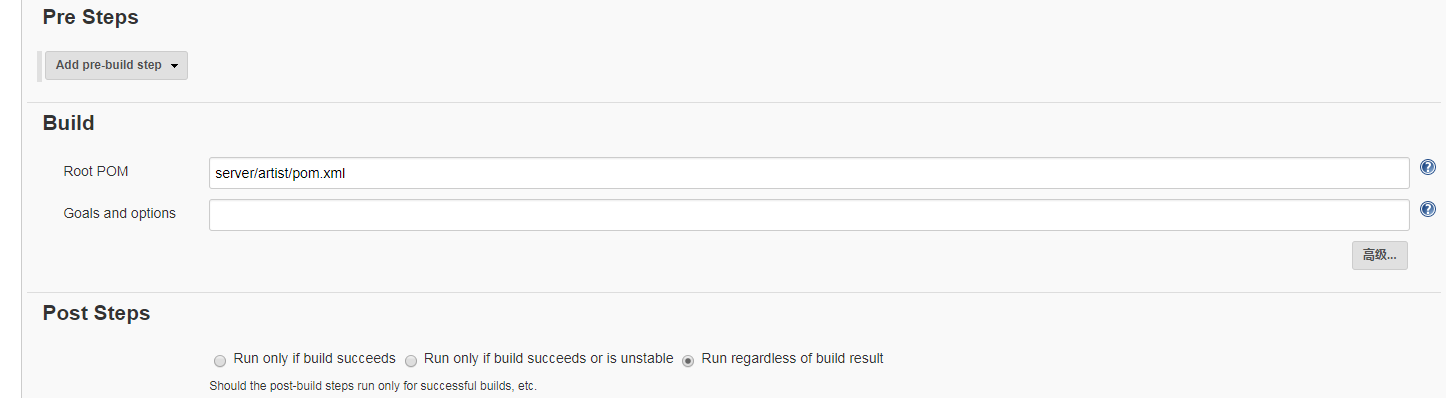 Pre Steps
Add pre-build step
Build
Root POM
server/artist/pom.xml
Goals and options
高级...
Post Steps
Run only if build succeeds Run only if build succeeds or is unstable Run regardless of build result
Should the post-build steps run only for successful builds, etc.